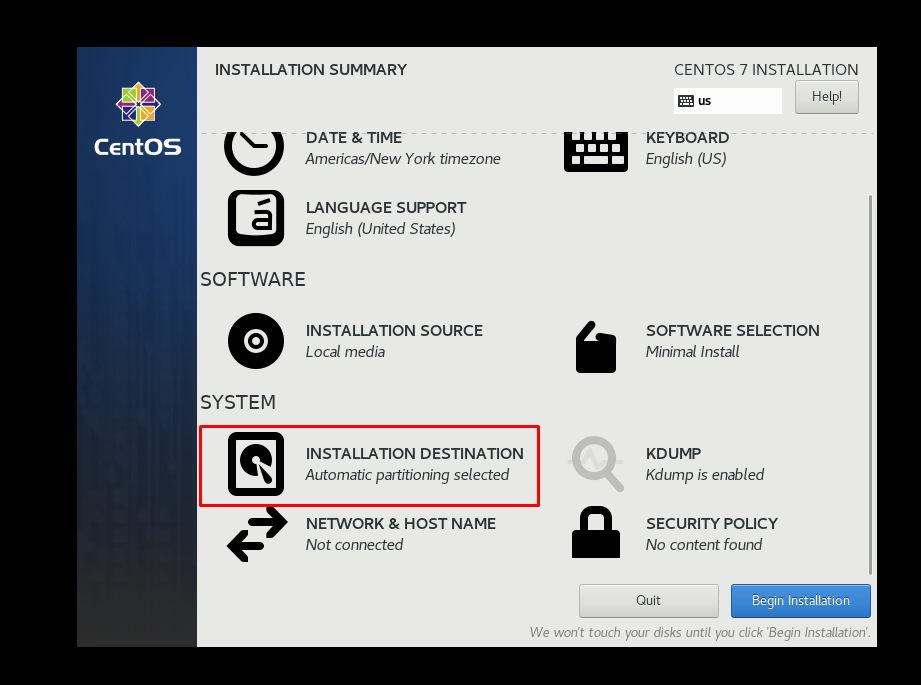 INSTALLATION SUMMARY
CENTOS 7 INSTALLATION
us
Help!
CentOS
DATE & TIME
Americas/New York timezone
KEYBOARD
English (US)
LANGUAGE SUPPORT
English (United States)
SOFTWARE
INSTALLATION SOURCE
Local media
SOFTWARE SELECTION
Minimal Install
SYSTEM
INSTALLATION DESTINATION
Automatic partitioning selected
KDUMP
Kdump is enabled
NETWORK & HOST NAME
Not connected
SECURITY POLICY
No content found
Quit
Begin Installation
We won't touch your disks until you click 'Begin Installation'.